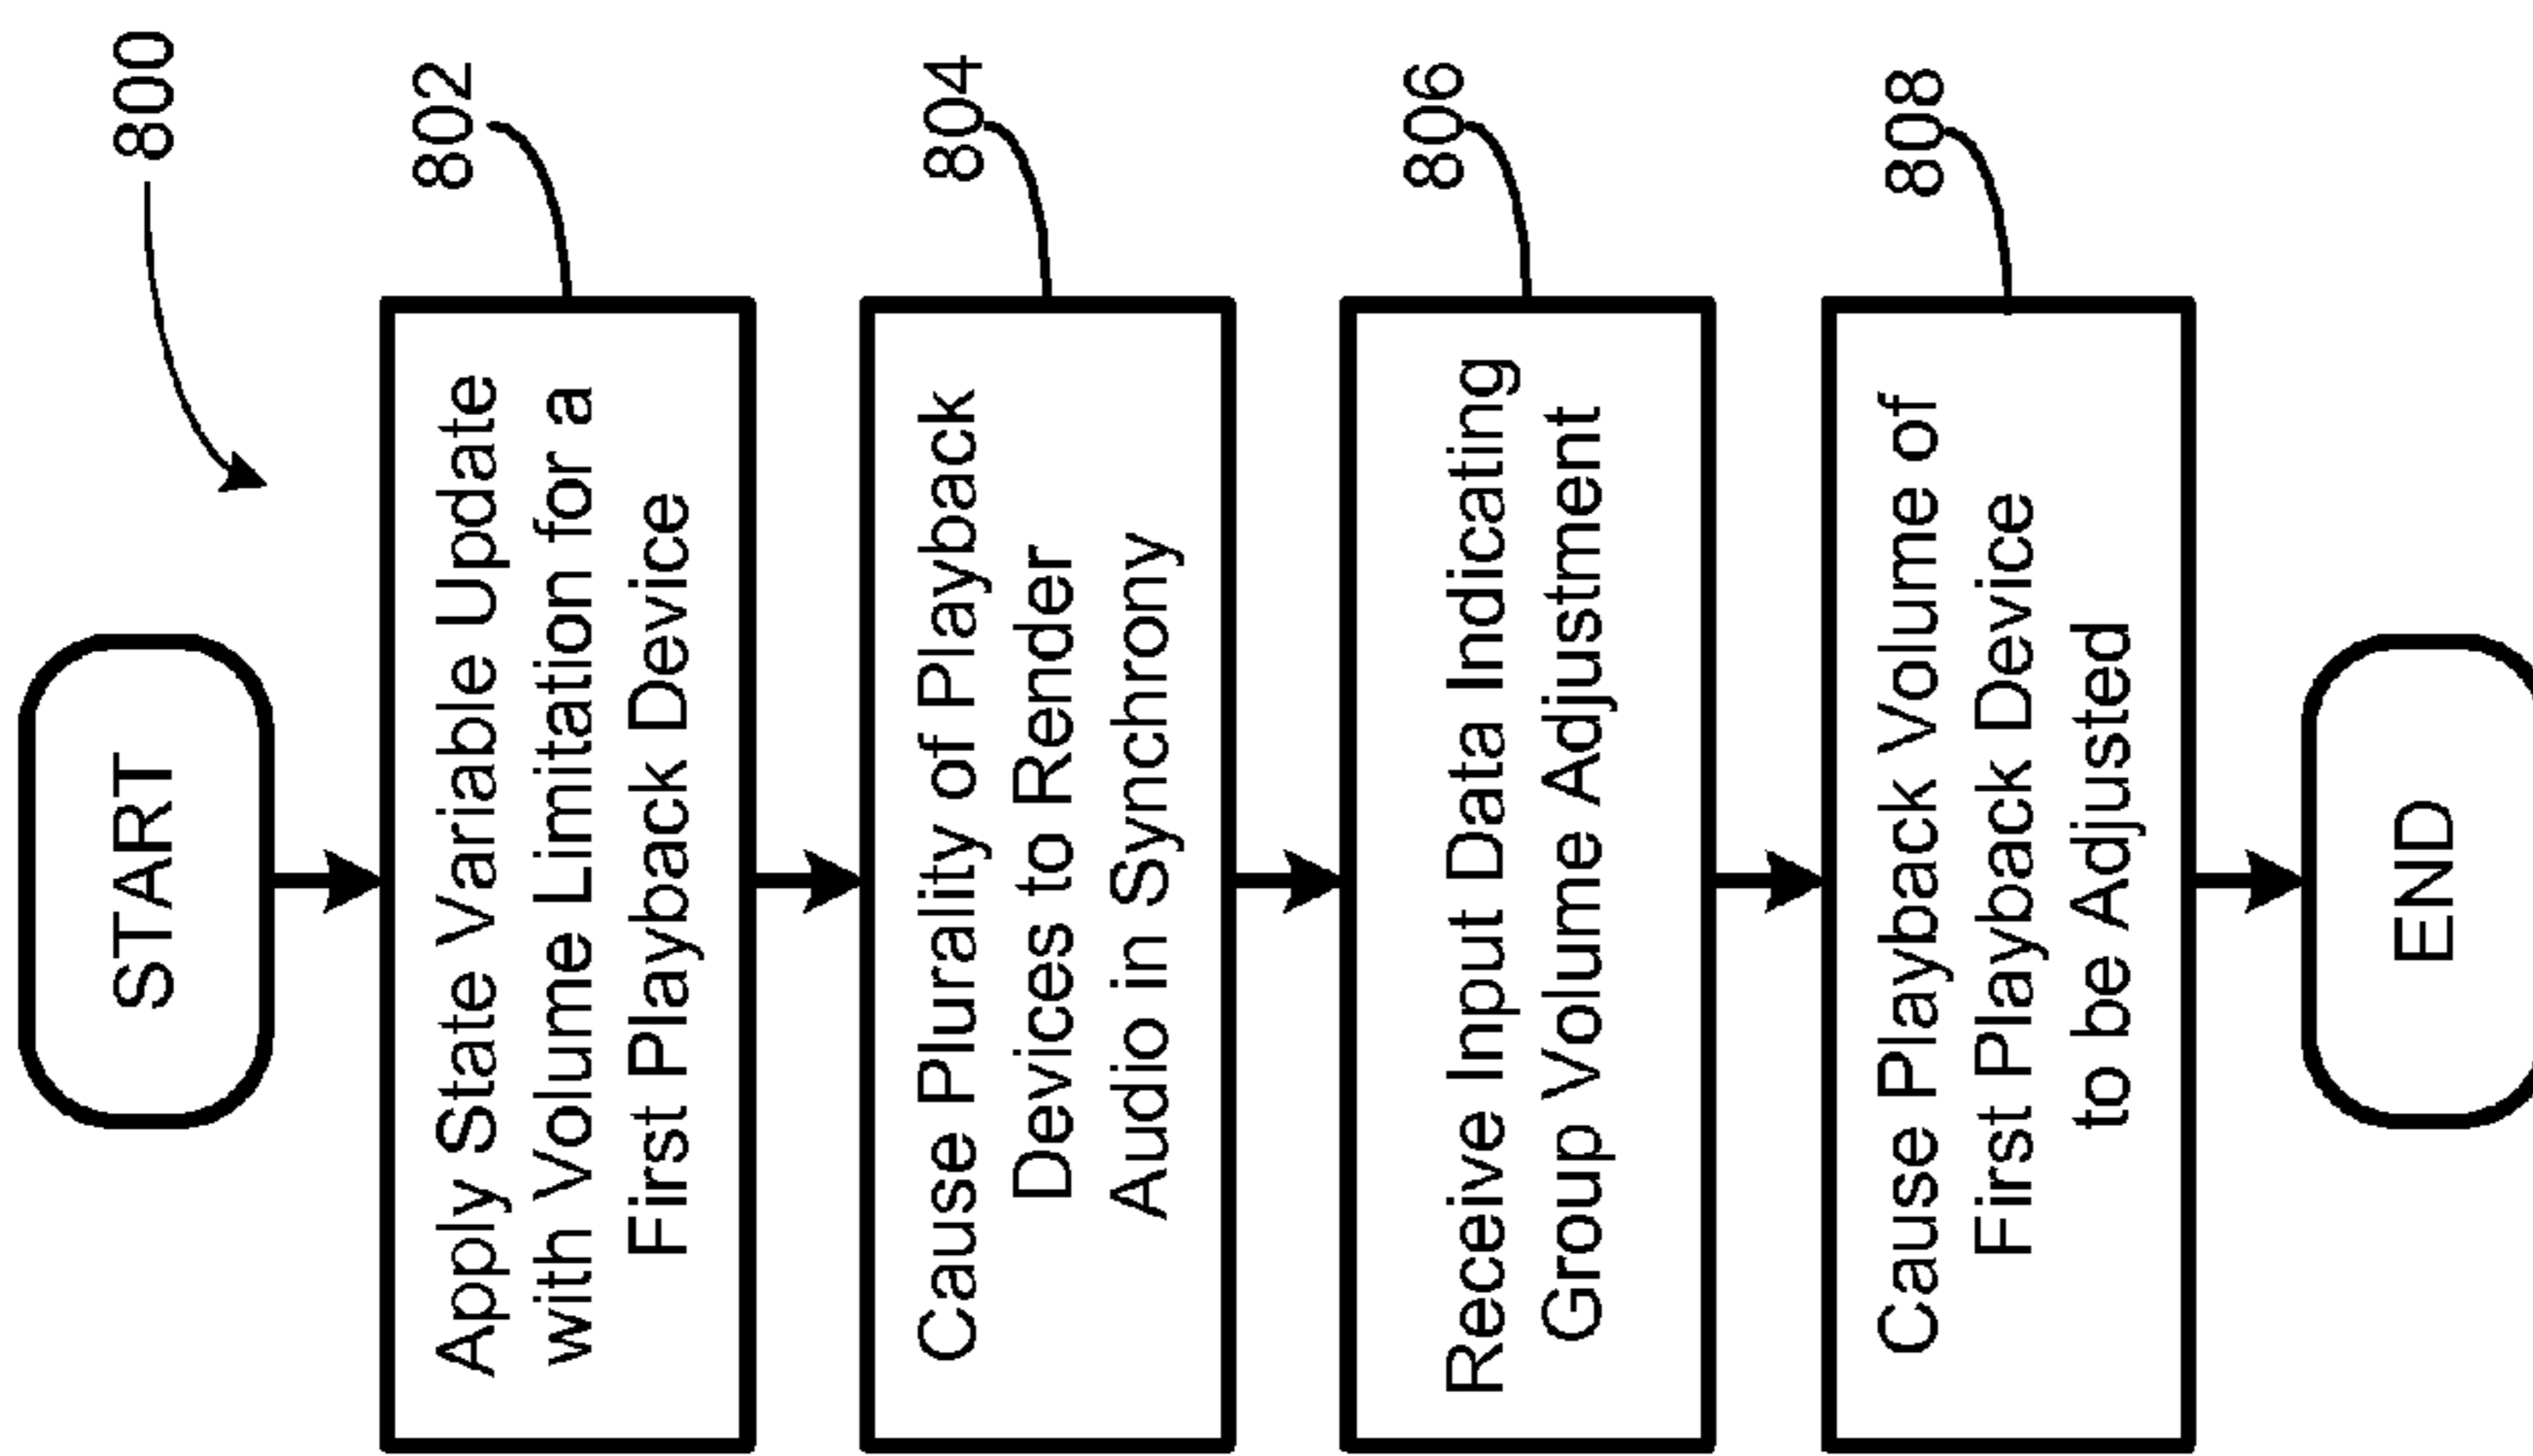 800
START
802
Apply State Variable Update
with Volume Limitation for a
First Playback Device
804
Cause Plurality of Playback
Devices to Render
Audio in Synchrony
806
Receive Input Data Indicating
Group Volume Adjustment
808
Cause Playback Volume of
First Playback Device
to be Adjusted
END